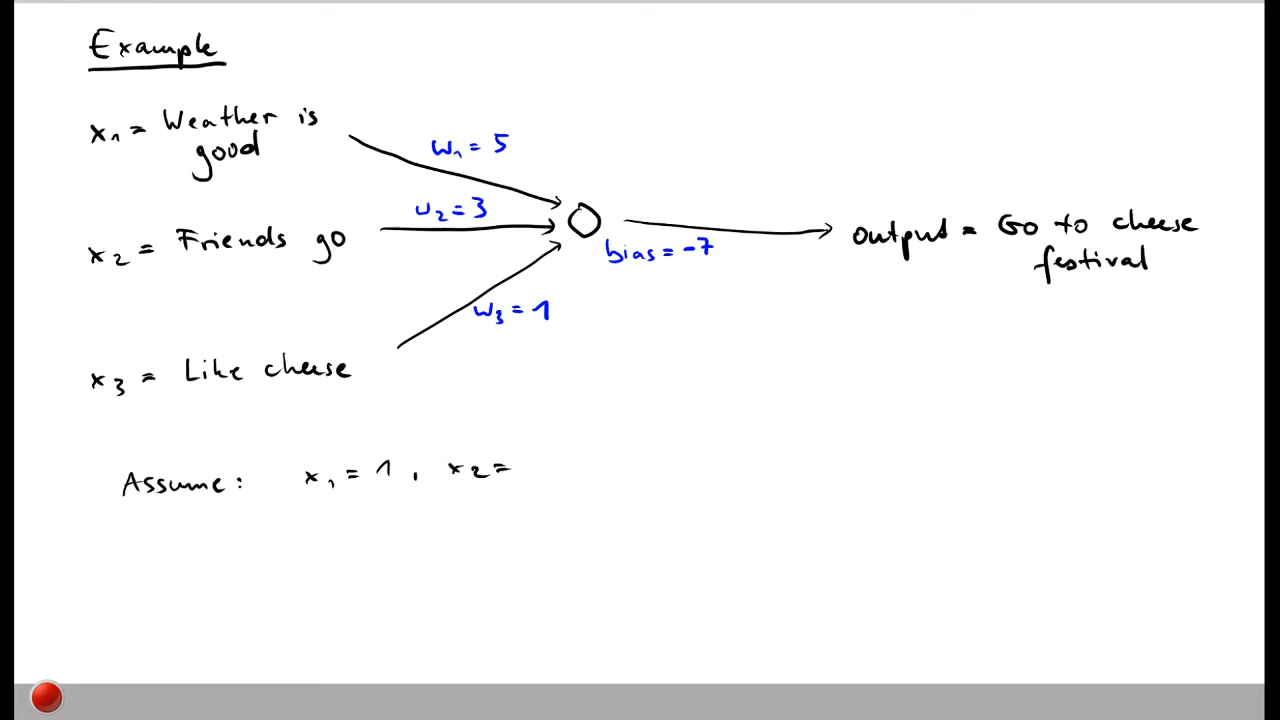 Example
x₁ = Weather is
good
w₁ = 5
w₂ = 3
x₂ = Friends go
bias = -7
output = Go to cheese
festival
w₃ = 1
x₃ = Like cheese
Assume: x₁ = 1, x₂ =